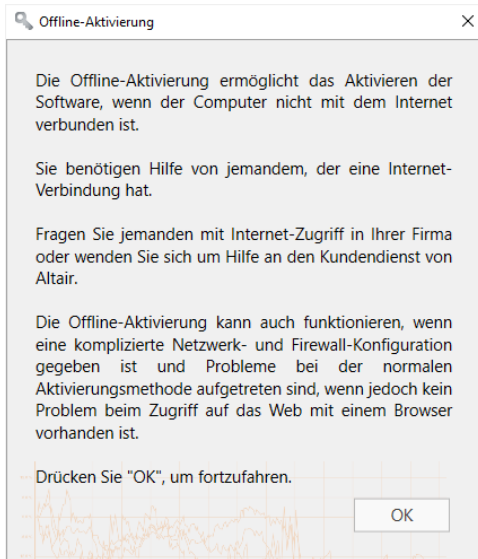 Offline-Aktivierung
Die Offline-Aktivierung ermöglicht das Aktivieren der
Software, wenn der Computer nicht mit dem Internet
verbunden ist.
Sie benötigen Hilfe von jemandem, der eine Internet-
Verbindung hat.
Fragen Sie jemanden mit Internet-Zugriff in Ihrer Firma
oder wenden Sie sich um Hilfe an den Kundendienst von
Altair.
Die Offline-Aktivierung kann auch funktionieren, wenn
eine komplizierte Netzwerk- und Firewall-Konfiguration
gegeben ist und Probleme bei der normalen
Aktivierungsmethode aufgetreten sind, wenn jedoch kein
Problem beim Zugriff auf das Web mit einem Browser
vorhanden ist.
Drücken Sie "OK", um fortzufahren.
OK